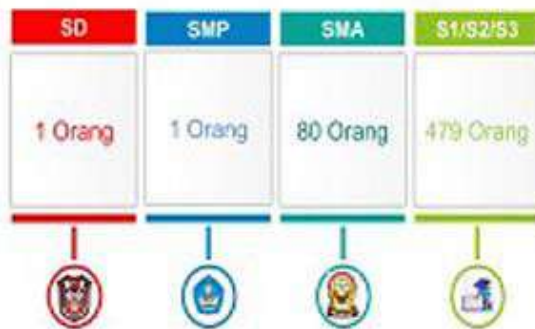 SD
SMP
SMA
S1/S2/S3
1 Orang
1 Orang
80 Orang
479 Orang